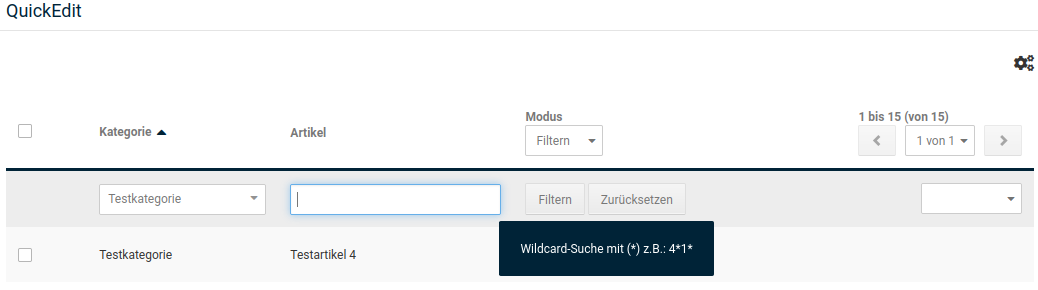 QuickEdit
Kategorie
Artikel
Modus
Filtern
1 bis 15 (von 15)
1 von 1
Testkategorie
Filtern
Zurücksetzen
Wildcard-Suche mit (*) z.B.: 4*1*
Testkategorie
Testartikel 4